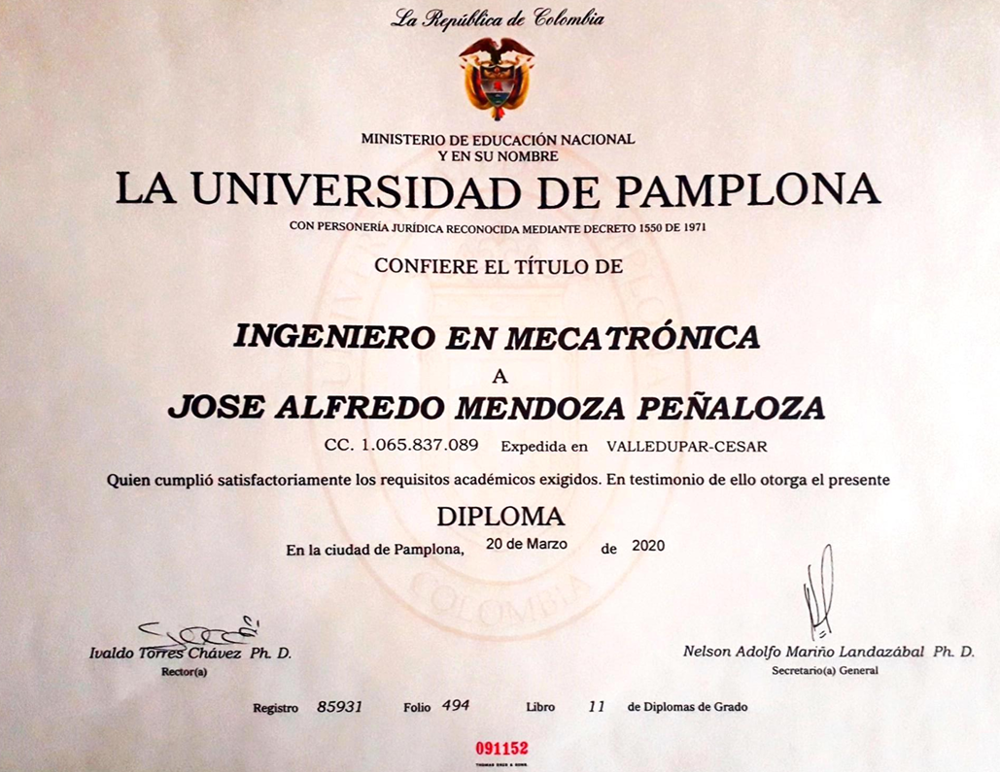 La República de Colombia
MINISTERIO DE EDUCACIÓN NACIONAL
Y EN SU NOMBRE
LA UNIVERSIDAD DE PAMPLONA
CON PERSONERÍA JURÍDICA RECONOCIDA MEDIANTE DECRETO 1550 DE 1971
CONFIERE EL TÍTULO DE
INGENIERO EN MECATRÓNICA
A
JOSE ALFREDO MENDOZA PEÑALOZA
CC. 1.065.837.089 Expedida en VALLEDUPAR-CESAR
Quien cumplió satisfactoriamente los requisitos académicos exigidos. En testimonio de ello otorga el presente
DIPLOMA
En la ciudad de Pamplona, 20 de Marzo de 2020
COLOMBIA
Ivaldo Torres Chávez Ph. D.
Rector(a)
Nelson Adolfo Mariño Landazábal Ph. D.
Secretario(a) General
Registro 85931 Folio 494 Libro 11 de Diplomas de Grado
091152